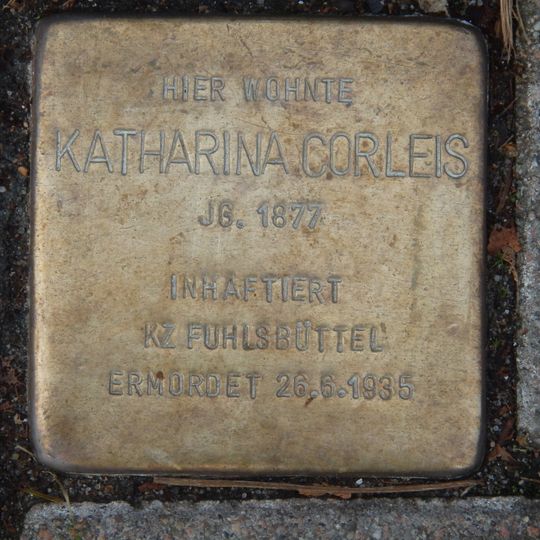 HIER WOHNTE
KATHARINA CORLEIS
JG. 1877
INHAFTIERT
KZ FUHLSBÜTTEL
ERMORDET 26.6.1935